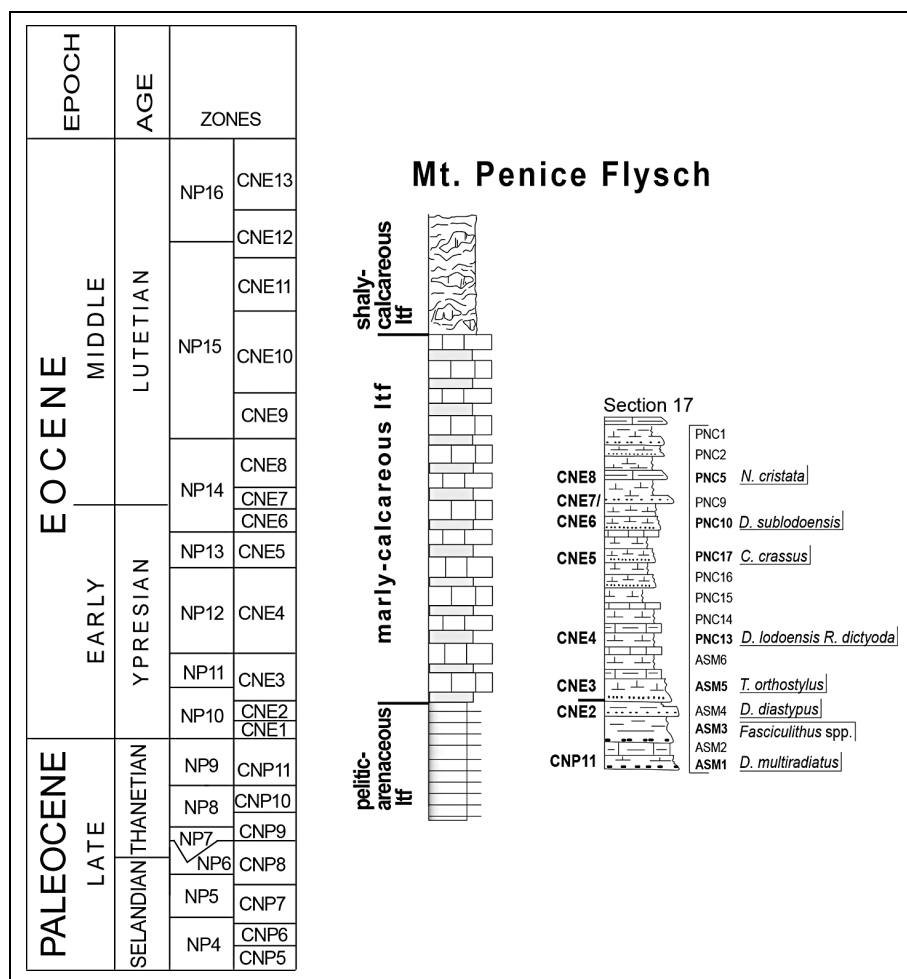 EPOCH
AGE
ZONES
EOCENE
MIDDLE
EARLY
LUTETIAN
YPRESIAN
PALEOCENE
LATE
THANETIAN
SELANDIAN
NP16
NP15
NP14
NP13
NP12
NP11
NP10
NP9
NP8
NP7
NP6
NP5
NP4
CNE13
CNE12
CNE11
CNE10
CNE9
CNE8
CNE7
CNE6
CNE5
CNE4
CNE3
CNE2
CNE1
CNP11
CNP10
CNP9
CNP8
CNP7
CNP6
CNP5
Mt. Penice Flysch
shaly-
calcareous
ltf
marly-calcareous ltf
pelitic-
arenaceous
ltf
Section 17
PNC1
PNC2
CNE8 PNC5 N. cristata
CNE7/ PNC9
CNE6 PNC10 D. sublodoensis
CNE5 PNC17 C. crassus
PNC16
PNC15
PNC14
CNE4 PNC13 D. lodoensis R. dictyoda
ASM6
CNE3 ASM5 T. orthostylus
CNE2 ASM4 D. diastypus
ASM3 Fasciculithus spp.
ASM2
CNP11 ASM1 D. multiradiatus